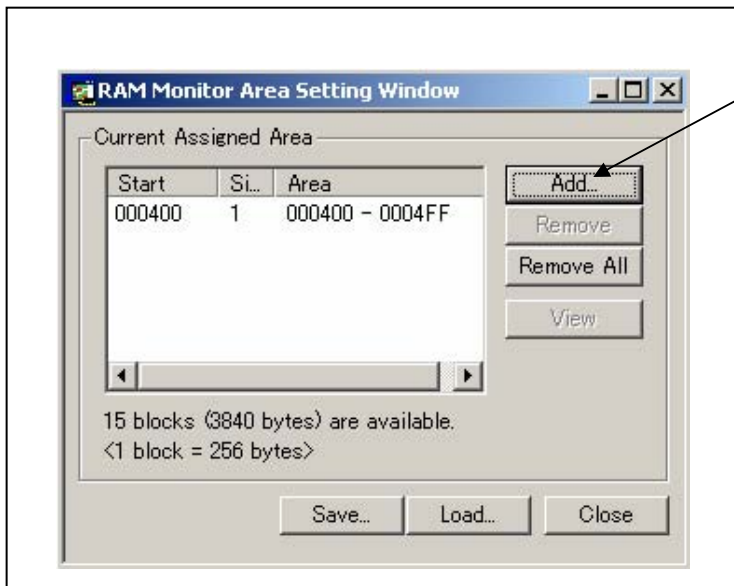 RAM Monitor Area Setting Window
Current Assigned Area
Start Si... Area
000400 1 000400 - 0004FF
Add...
Remove
Remove All
View
15 blocks (3840 bytes) are available.
<1 block = 256 bytes>
Save... Load... Close